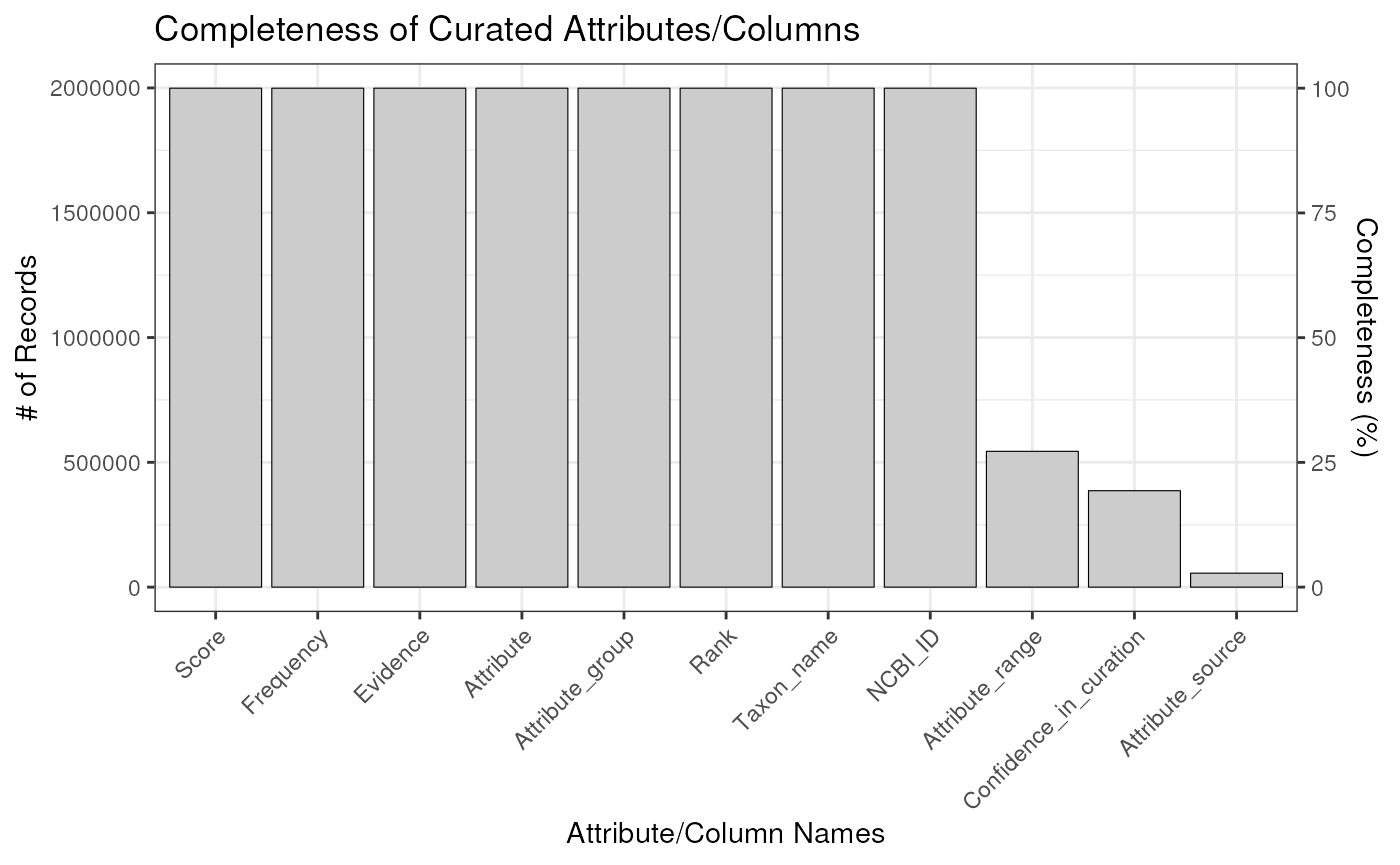 Completeness of Curated Attributes/Columns
# of Records
2000000
1500000
1000000
500000
0
100
75
50
25
0
Completeness (%)
Score
Frequency
Evidence
Attribute
Attribute_group
Rank
Taxon_name
NCBI_ID
Attribute_range
Confidence_in_curation
Attribute_source
Attribute/Column Names